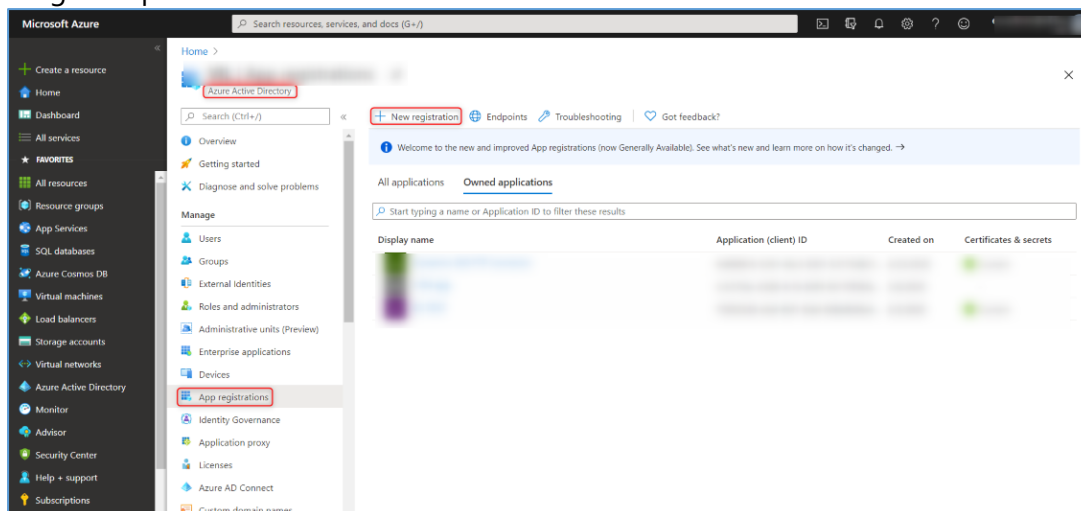 Microsoft Azure
Search resources, services, and docs (G+/)
Home >
Azure Active Directory
Create a resource
Home
Dashboard
All services
FAVORITES
All resources
Resource groups
App Services
SQL databases
Azure Cosmos DB
Virtual machines
Load balancers
Storage accounts
Virtual networks
Azure Active Directory
Monitor
Advisor
Security Center
Help + support
Subscriptions
Search (Ctrl+/)
Overview
Getting started
Diagnose and solve problems
Manage
Users
Groups
External Identities
Roles and administrators
Administrative units (Preview)
Enterprise applications
Devices
App registrations
Identity Governance
Application proxy
Licenses
Azure AD Connect
Custom domain names
New registration Endpoints Troubleshooting Got feedback?
Welcome to the new and improved App registrations (now Generally Available). See what's new and learn more on how it's changed. →
All applications Owned applications
Start typing a name or Application ID to filter these results
Display name Application (client) ID Created on Certificates & secrets